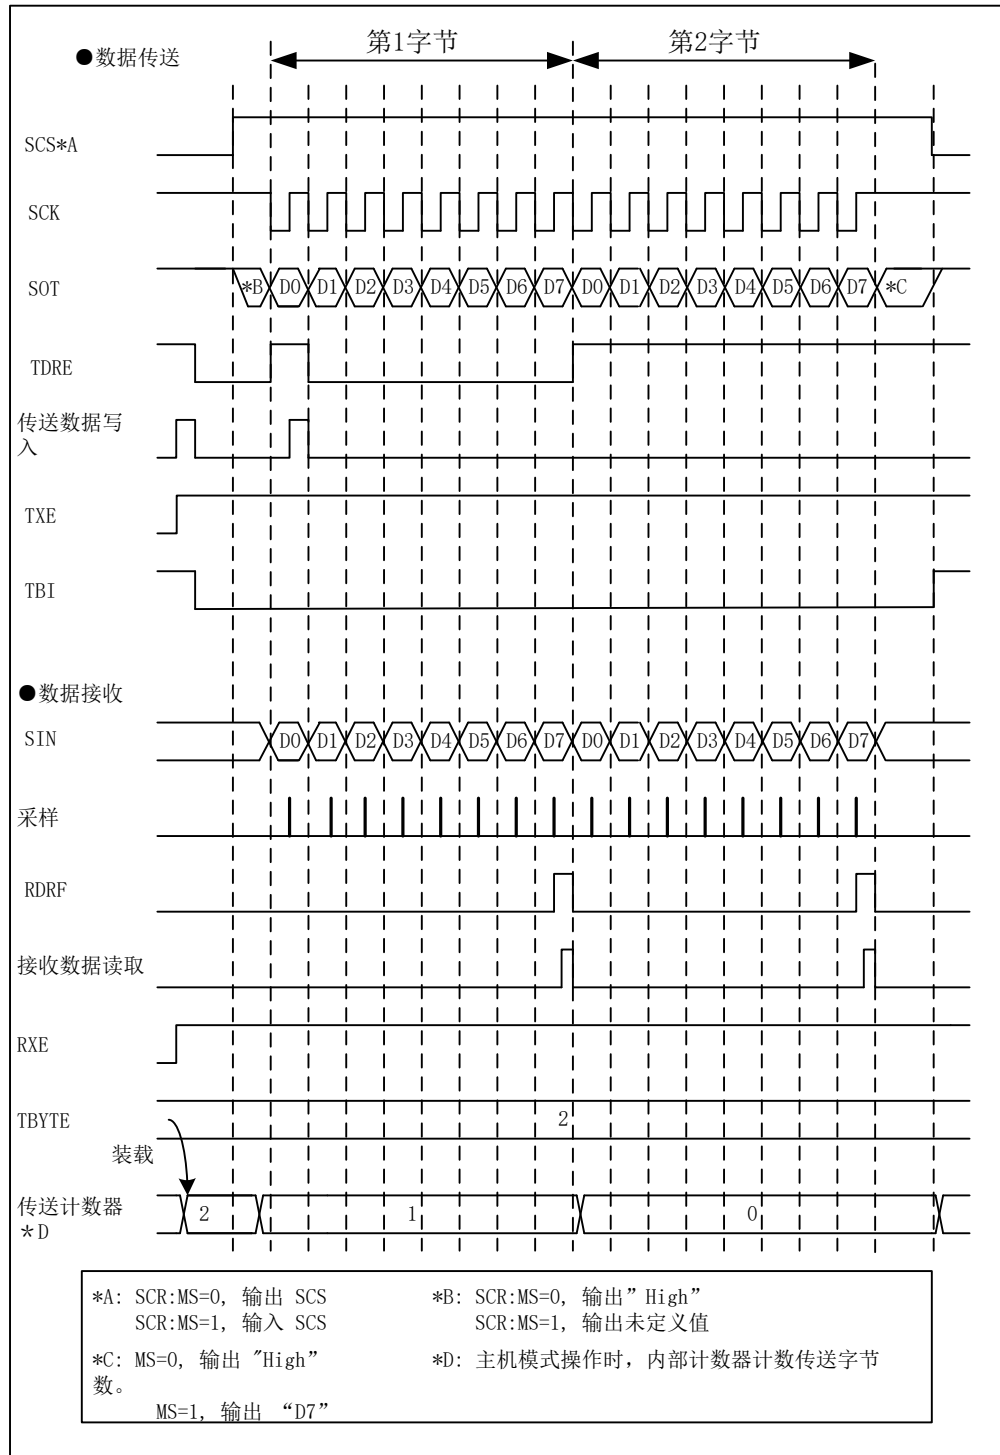 第1字节 第2字节
●数据传送
SCS*A
SCK
SOT *B D0 D1 D2 D3 D4 D5 D6 D7 D0 D1 D2 D3 D4 D5 D6 D7 *C
TDRE
传送数据写
入
TXE
TBI
●数据接收
SIN D0 D1 D2 D3 D4 D5 D6 D7 D0 D1 D2 D3 D4 D5 D6 D7
采样
RDRF
接收数据读取
RXE
TBYTE 2
装载
传送计数器 2 1 0
*D
*A: SCR:MS=0, 输出 SCS *B: SCR:MS=0, 输出”High”
SCR:MS=1, 输入 SCS SCR:MS=1, 输出未定义值
*C: MS=0, 输出 "High” *D: 主机模式操作时，内部计数器计数传送字节
数。
MS=1, 输出 “D7”